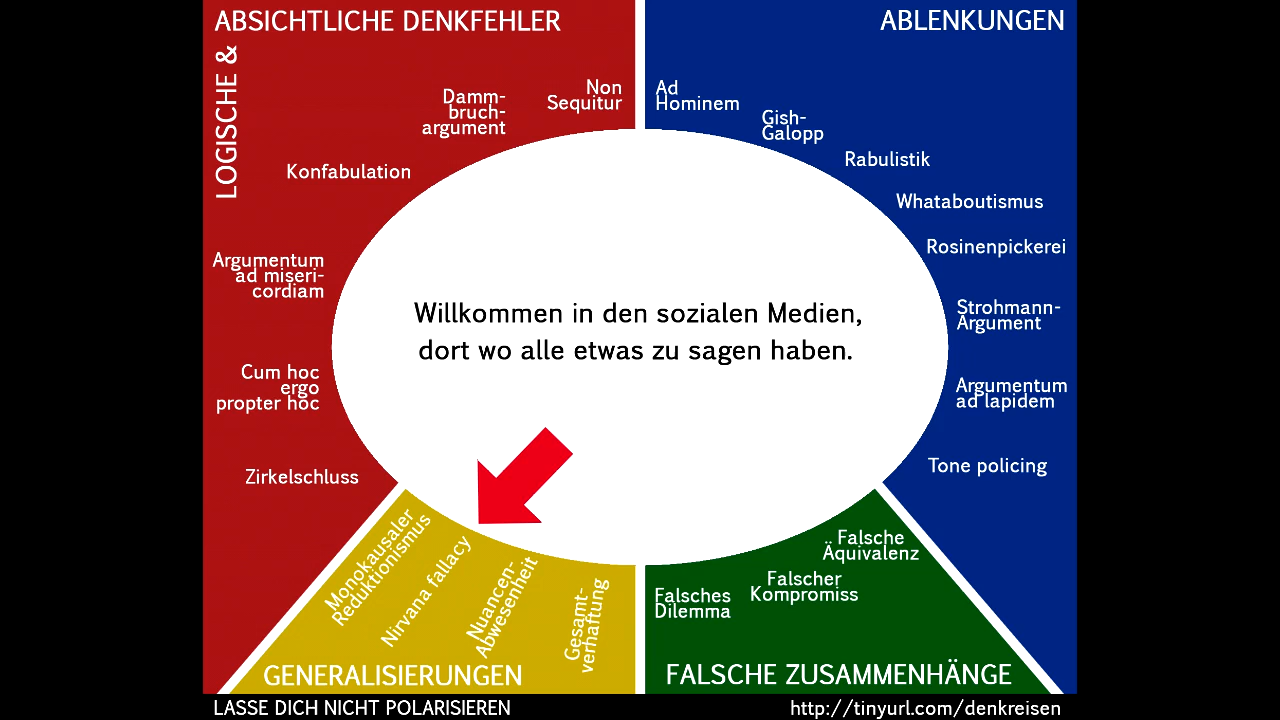 ABSICHTLICHE DENKFEHLER
LOGISCHE &
Non
Sequitur
Damm-
bruch-
argument
Konfabulation
Argumentum
ad miseri-
cordiam
Cum hoc
ergo
propter hoc
Zirkelschluss
ABLENKUNGEN
Ad
Hominem
Gish-
Galopp
Rabulistik
Whataboutismus
Rosinenpickerei
Strohmann-
Argument
Argumentum
ad lapidem
Tone policing
Willkommen in den sozialen Medien,
dort wo alle etwas zu sagen haben.
Monokausaler
Reduktionismus
Nirvana fallacy
Nuancen-
Abwesenheit
Gesamt-
verhaftung
GENERALISIERUNGEN
Falsches
Dilemma
Falscher
Kompromiss
Falsche
Äquivalenz
FALSCHE ZUSAMMENHÄNGE
LASSE DICH NICHT POLARISIEREN
http://tinyurl.com/denkreisen